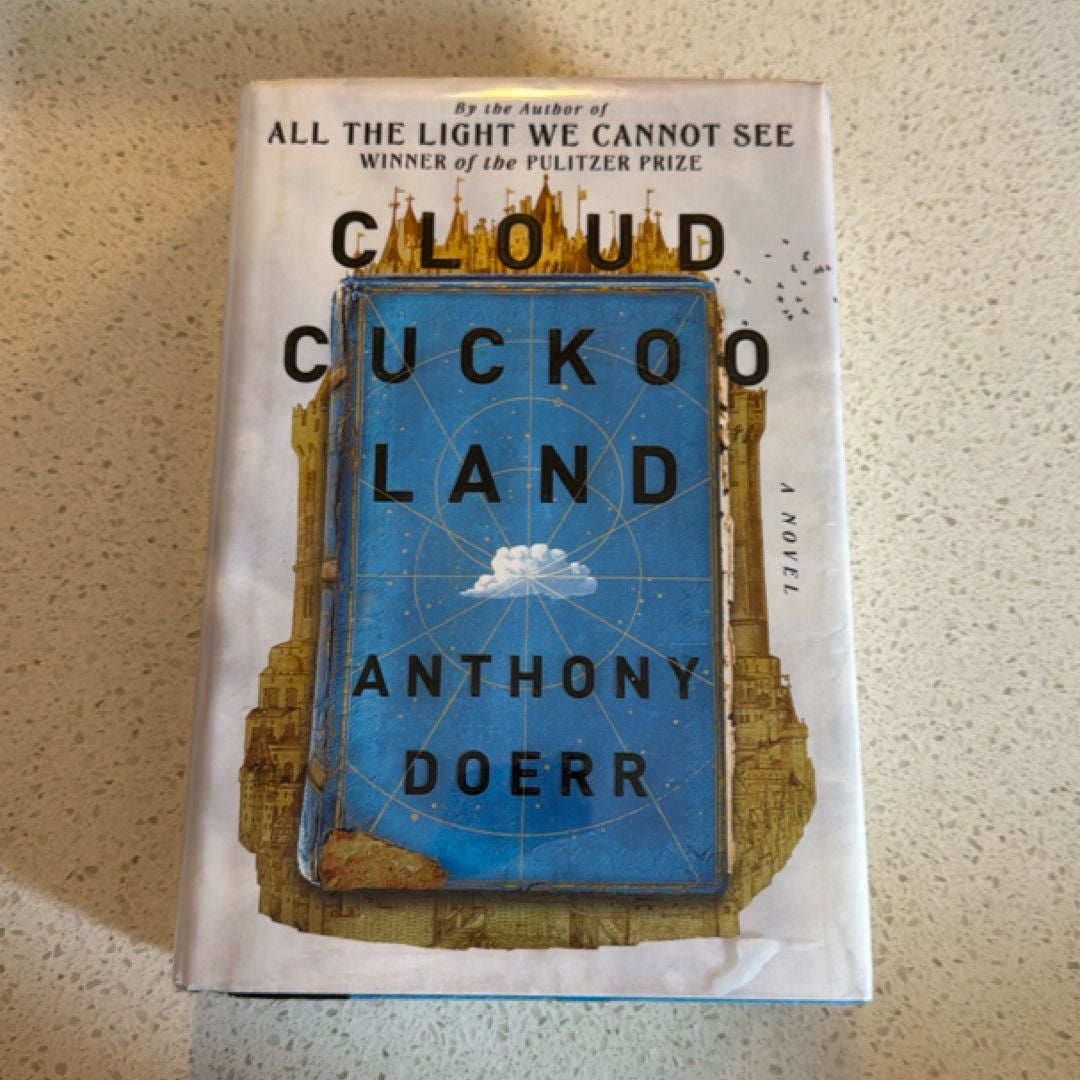 By the Author of
ALL THE LIGHT WE CANNOT SEE
WINNER of the PULITZER PRIZE
CLOUD
CUCKOO
LAND
A NOVEL
ANTHONY
DOERR